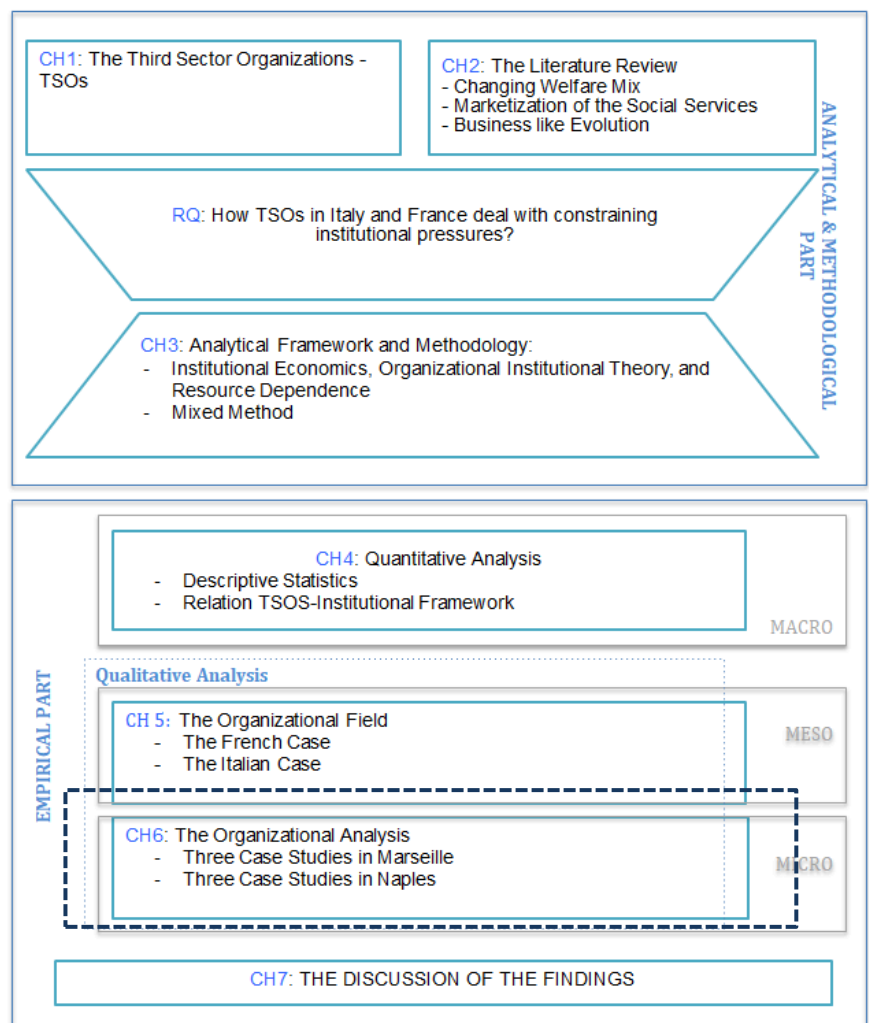 CH1: The Third Sector Organizations -
TSOs
CH2: The Literature Review
- Changing Welfare Mix
- Marketization of the Social Services
- Business like Evolution
ANALYTICAL & METHODOLOGICAL
PART
RQ: How TSOs in Italy and France deal with constraining
institutional pressures?
CH3: Analytical Framework and Methodology:
- Institutional Economics, Organizational Institutional Theory, and
Resource Dependence
- Mixed Method
CH4: Quantitative Analysis
- Descriptive Statistics
- Relation TSOS-Institutional Framework
MACRO
EMPIRICAL PART
Qualitative Analysis
CH 5: The Organizational Field
- The French Case
- The Italian Case
MESO
CH6: The Organizational Analysis
- Three Case Studies in Marseille
- Three Case Studies in Naples
MICRO
CH7: THE DISCUSSION OF THE FINDINGS